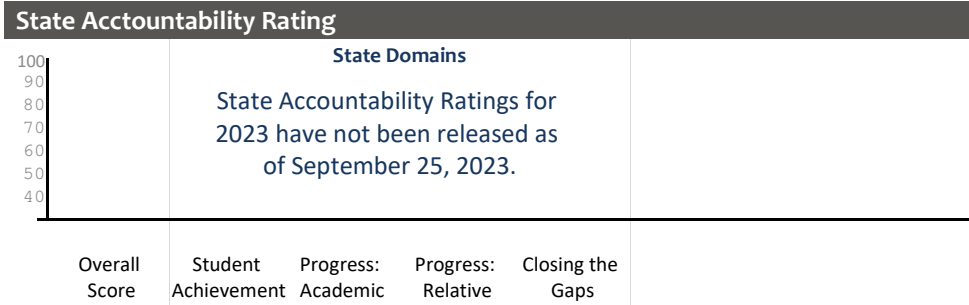 State Acctountability Rating
State Domains
100
90
80
70
60
50
40
State Accountability Ratings for
2023 have not been released as
of September 25, 2023.
Overall
Score
Student
Achievement
Progress:
Academic
Progress:
Relative
Closing the
Gaps